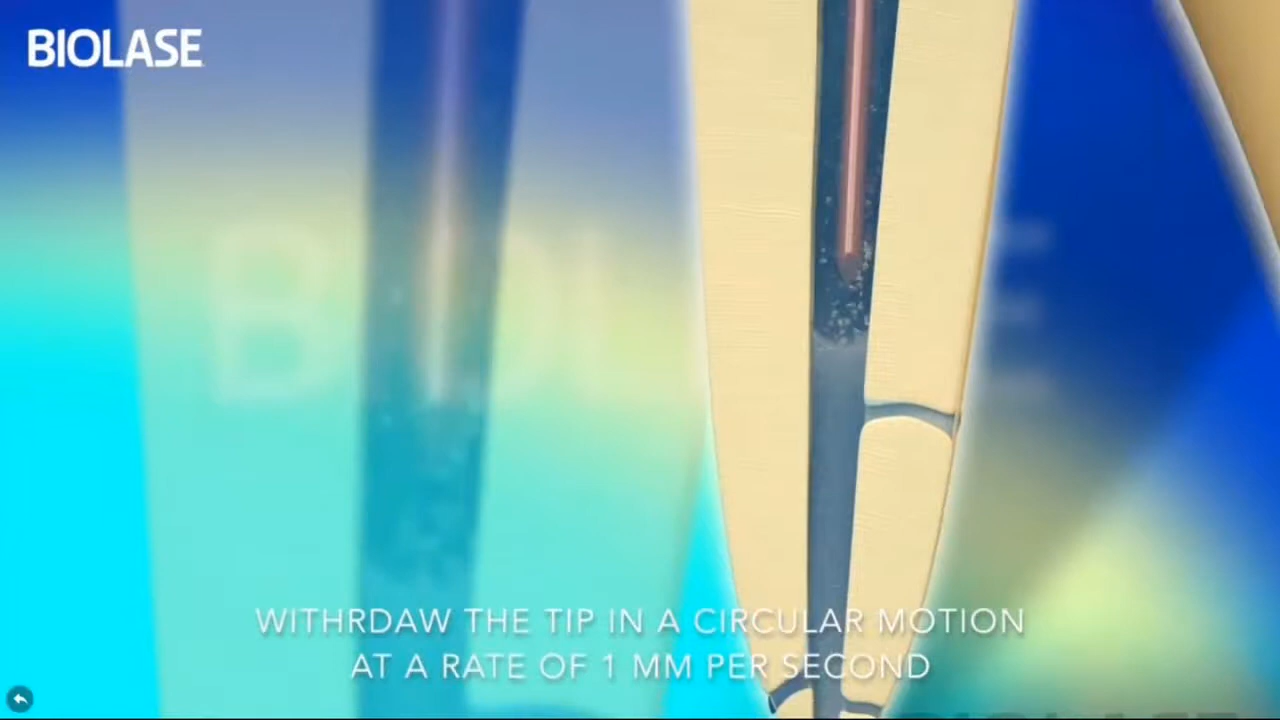 BIOLASE
WITHRDAW THE TIP IN A CIRCULAR MOTION
AT A RATE OF 1 MM PER SECOND